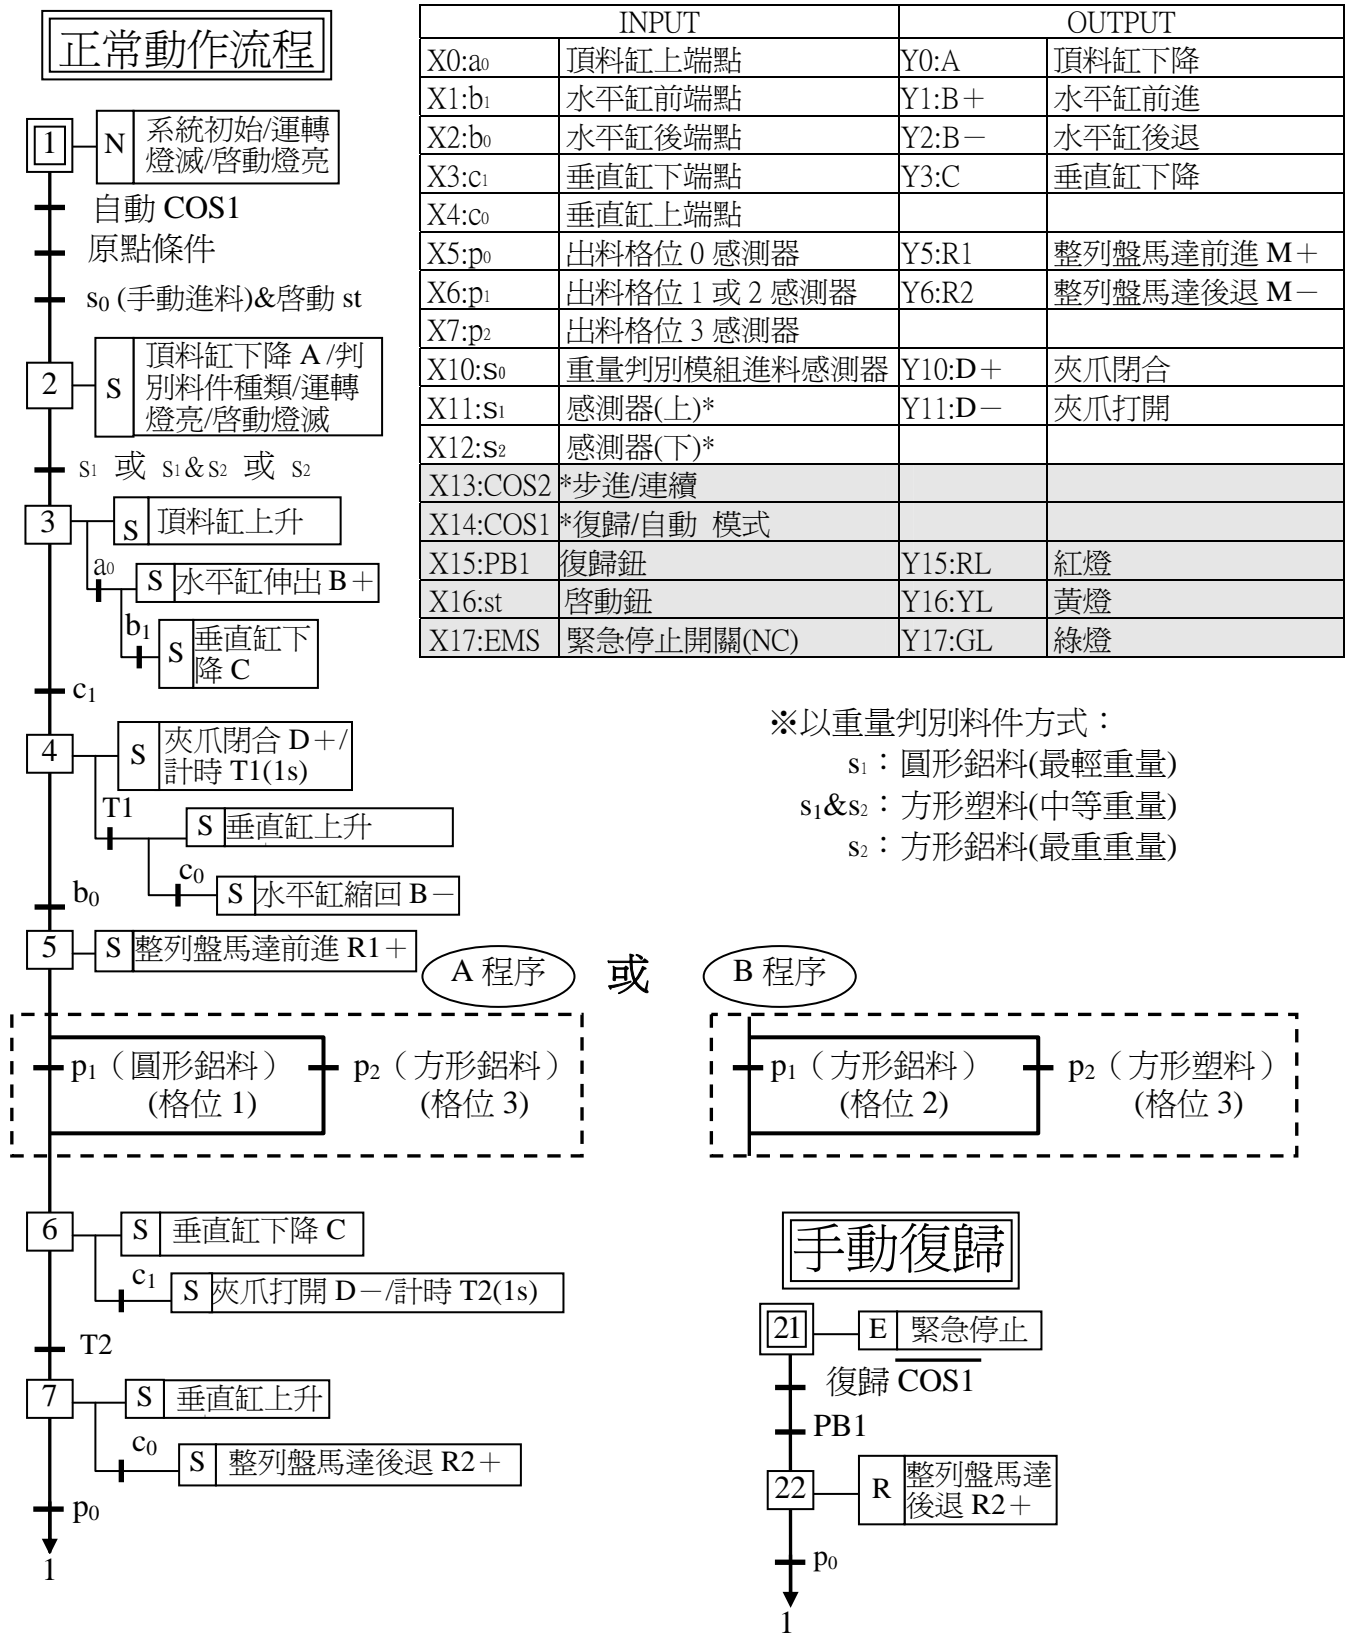 正常動作流程
1 N 系統初始/運轉
燈滅/啓動燈亮
自動 COS1
原點條件
s0 (手動進料)&啓動 st
2 S 頂料缸下降 A /判
別料件種類/運轉
燈亮/啓動燈滅
s1 或 s1&s2 或 s2
3 S 頂料缸上升
a0 S 水平缸伸出 B＋
b1 S 垂直缸下
降 C
c1
4 S 夾爪閉合 D＋/
計時 T1(1s)
T1 S 垂直缸上升
c0 S 水平缸縮回 B－
b0
5 S 整列盤馬達前進 R1＋
INPUT OUTPUT
X0:a0 頂料缸上端點 Y0:A 頂料缸下降
X1:b1 水平缸前端點 Y1:B＋ 水平缸前進
X2:b0 水平缸後端點 Y2:B－ 水平缸後退
X3:c1 垂直缸下端點 Y3:C 垂直缸下降
X4:c0 垂直缸上端點
X5:p0 出料格位 0 感測器 Y5:R1 整列盤馬達前進 M＋
X6:p1 出料格位 1 或 2 感測器 Y6:R2 整列盤馬達後退 M－
X7:p2 出料格位 3 感測器
X10:s0 重量判別模組進料感測器 Y10:D＋ 夾爪閉合
X11:s1 感測器(上)* Y11:D－ 夾爪打開
X12:s2 感測器(下)*
X13:COS2 *步進/連續
X14:COS1 *復歸/自動 模式
X15:PB1 復歸鈕 Y15:RL 紅燈
X16:st 啓動鈕 Y16:YL 黃燈
X17:EMS 緊急停止開關(NC) Y17:GL 綠燈
※以重量判別料件方式：
s1：圓形鋁料(最輕重量)
s1&s2：方形塑料(中等重量)
s2：方形鋁料(最重重量)
A 程序 或 B 程序
p1（圓形鋁料） p2（方形鋁料）
(格位 1) (格位 3)
p1（方形鋁料） p2（方形塑料）
(格位 2) (格位 3)
6 S 垂直缸下降 C
c1 S 夾爪打開 D－/計時 T2(1s)
T2
7 S 垂直缸上升
c0 S 整列盤馬達後退 R2＋
p0
1
手動復歸
21 E 緊急停止
復歸 C̅O̅S̅1̅
PB1
22 R 整列盤馬達
後退 R2＋
p0
1